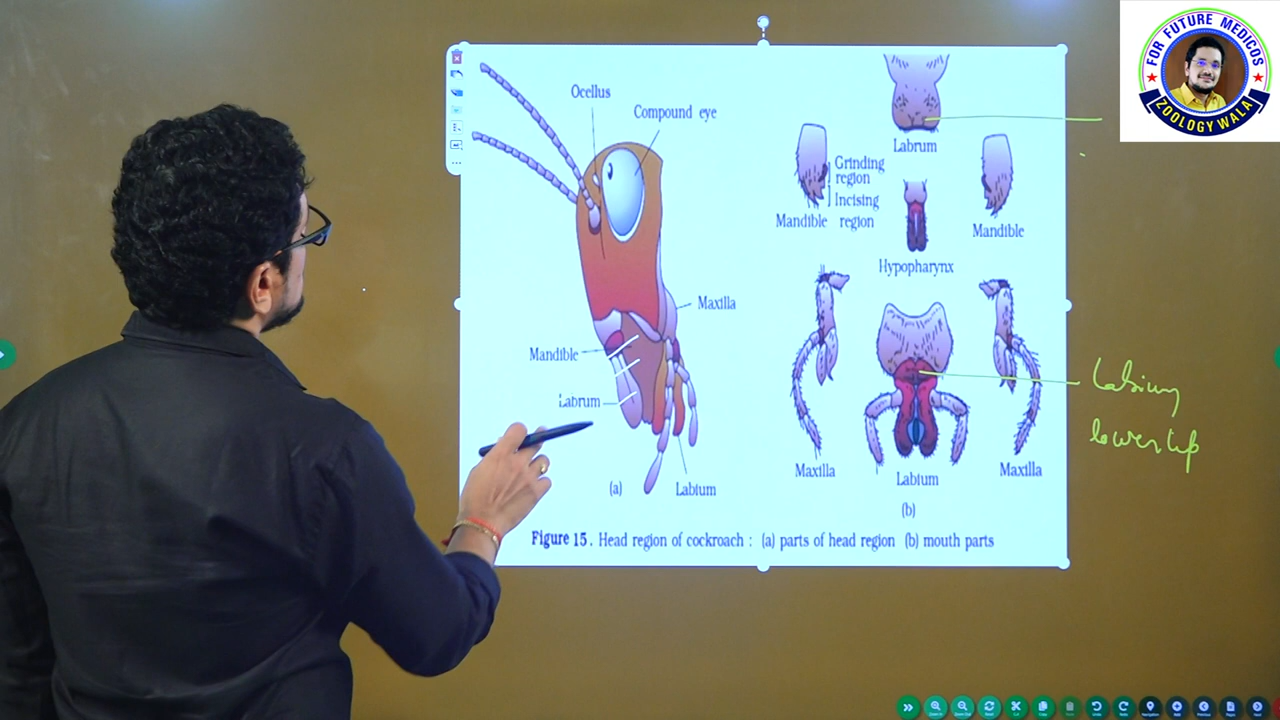 FOR FUTURE MEDICOS
ZOOLOGY WALA
Ocellus
Compound eye
Maxilla
Mandible
Labrum
Labium
(a)
Labrum
Grinding
region
Incising
region
Mandible
Mandible
Hypopharynx
Maxilla
Labium
Maxilla
(b)
Labium
lower lip
Figure 15. Head region of cockroach : (a) parts of head region (b) mouth parts